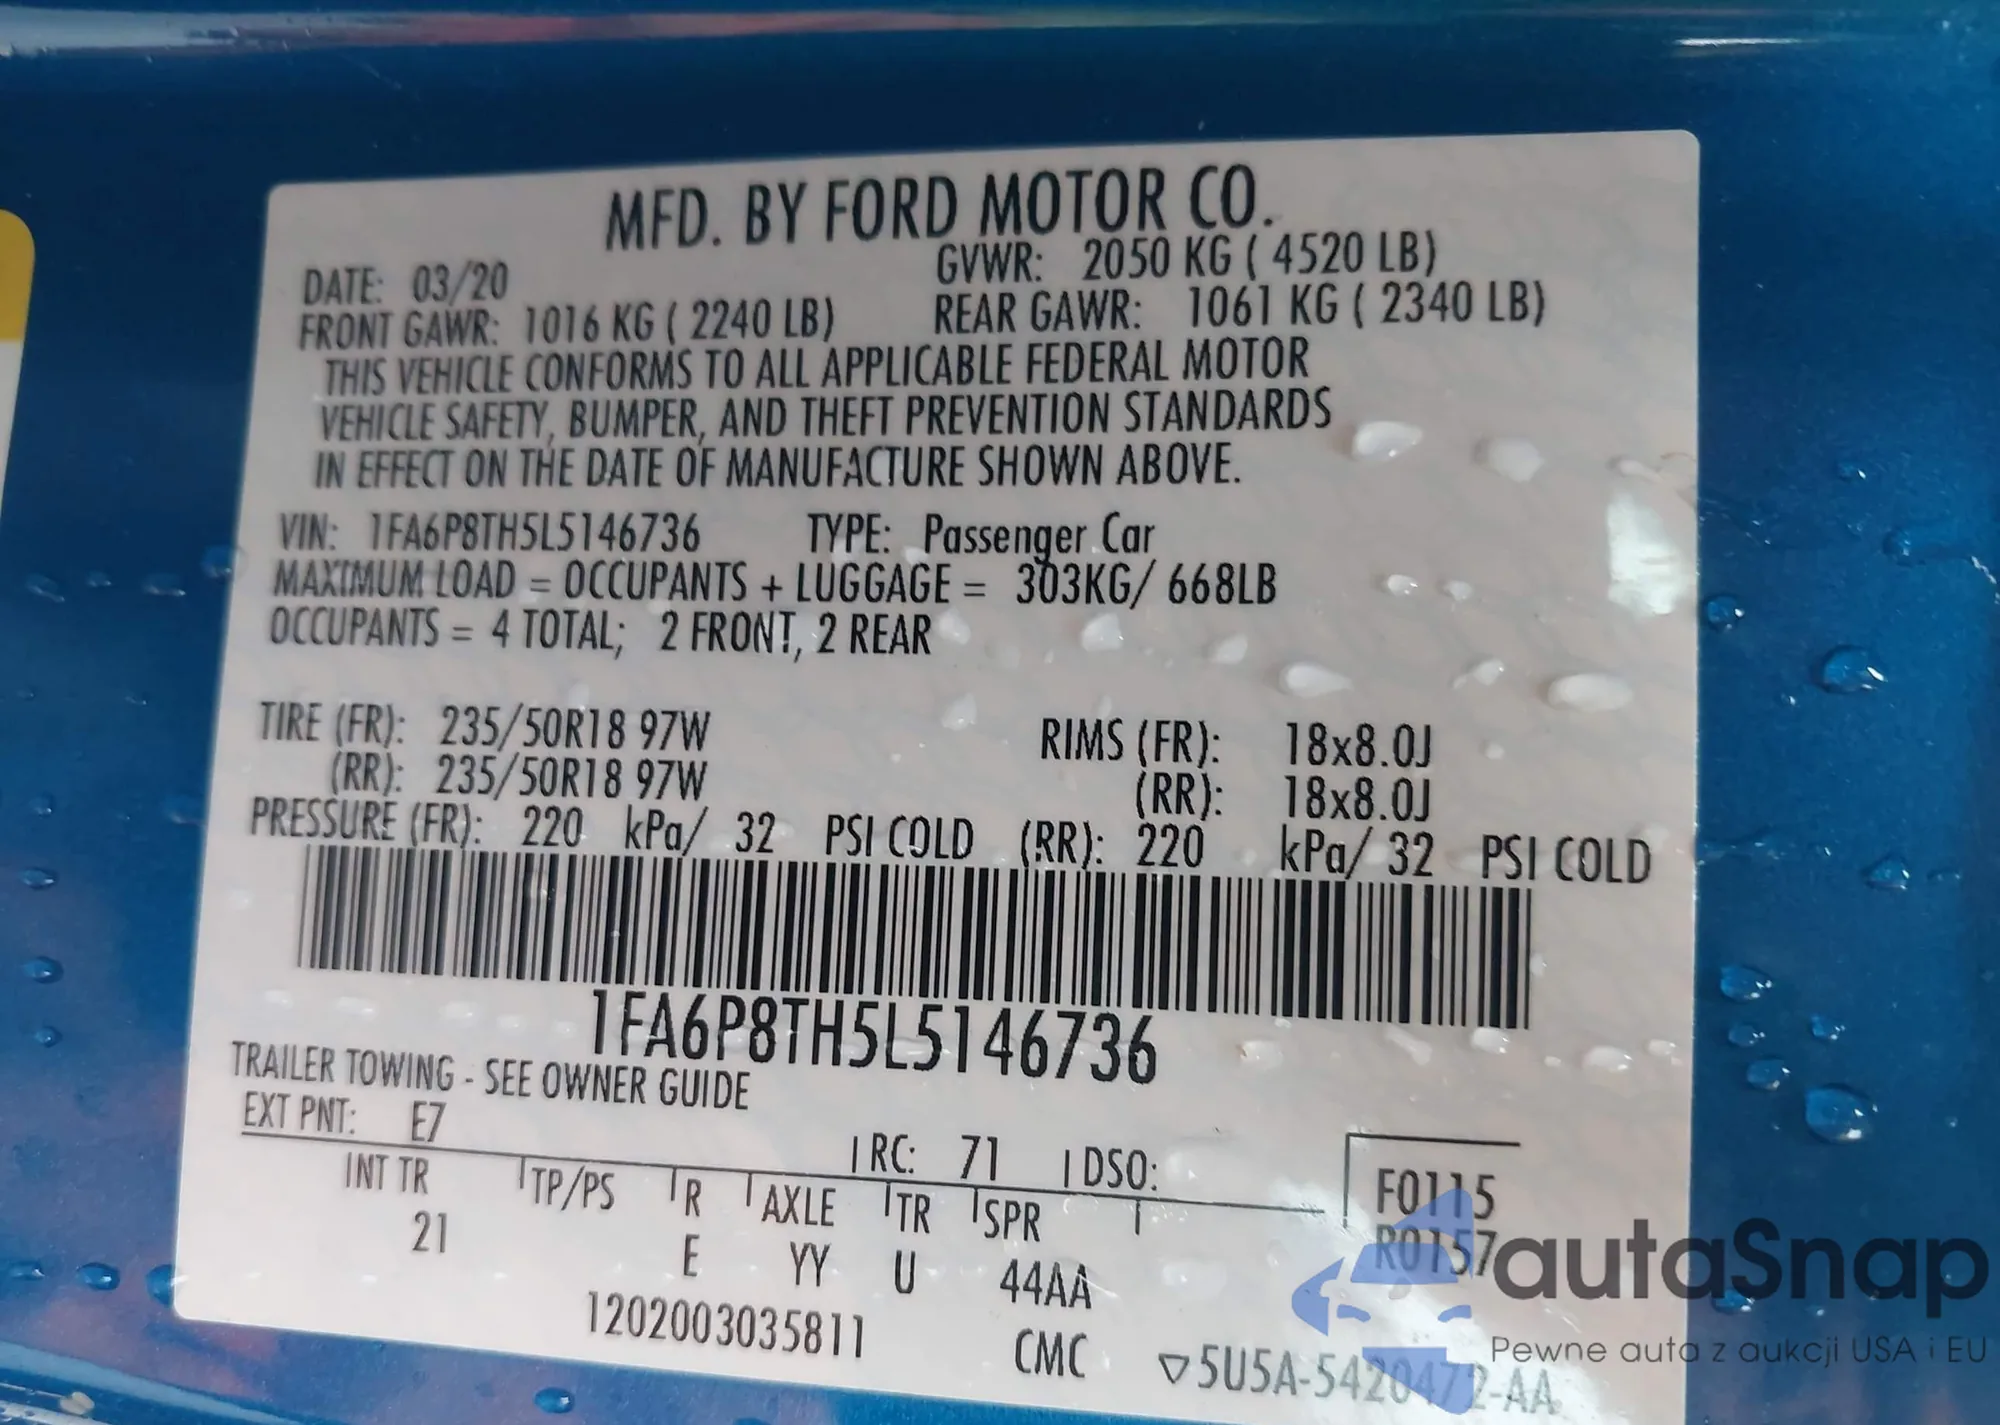 MFD. BY FORD MOTOR CO.
DATE: 03/20 GVWR: 2050 KG ( 4520 LB)
FRONT GAWR: 1016 KG ( 2240 LB) REAR GAWR: 1061 KG ( 2340 LB)
THIS VEHICLE CONFORMS TO ALL APPLICABLE FEDERAL MOTOR
VEHICLE SAFETY, BUMPER, AND THEFT PREVENTION STANDARDS
IN EFFECT ON THE DATE OF MANUFACTURE SHOWN ABOVE.
VIN: 1FA6P8TH5L5146736 TYPE: Passenger Car
MAXIMUM LOAD = OCCUPANTS + LUGGAGE = 303KG/ 668LB
OCCUPANTS = 4 TOTAL; 2 FRONT, 2 REAR
TIRE (FR): 235/50R18 97W RIMS (FR): 18x8.0J
(RR): 235/50R18 97W (RR): 18x8.0J
PRESSURE (FR): 220 kPa/ 32 PSI COLD (RR): 220 kPa/ 32 PSI COLD
1FA6P8TH5L5146736
TRAILER TOWING - SEE OWNER GUIDE
EXT PNT: E7 RC: 71 DSO:
INT TR TP/PS R AXLE TR SPR F0115
21 E YY U 44AA R0157
1202003035811 CMC ▽5U5A-5420472-AA
autaSnap
Pewne auta z aukcji USA i EU